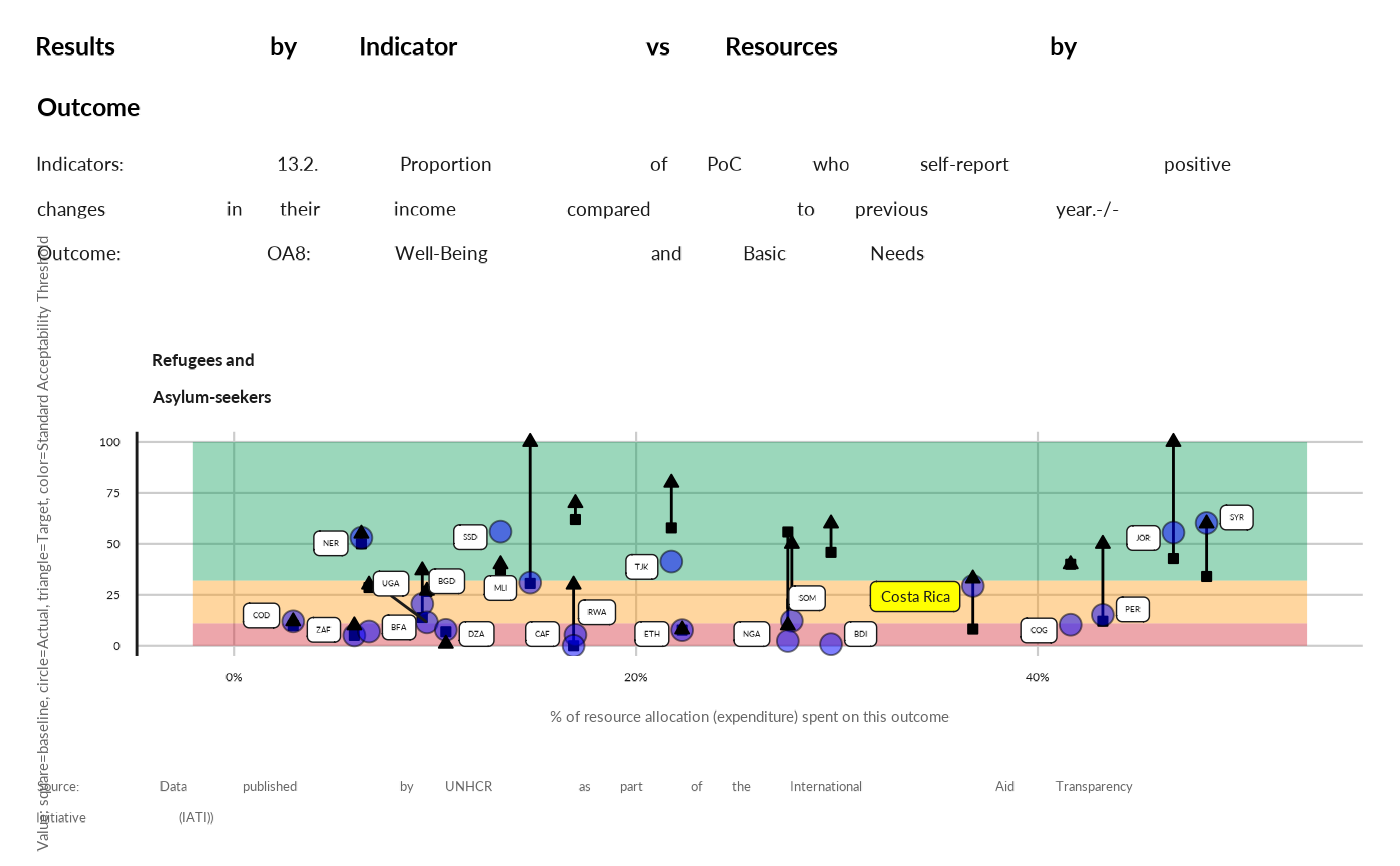 Results by Indicator vs Resources by
Outcome
Indicators: 13.2. Proportion of PoC who self-report positive
changes in their income compared to previous year.-/-
Outcome: OA8: Well-Being and Basic Needs
Value; square=baseline, circle=Actual, triangle=Target, color=Standard Acceptability Threshold
Refugees and
Asylum-seekers
100
75
50
25
0
NER
SSD
TJK
JOR
SYR
UGA
BGD
MLI
SOM
Costa Rica
COD
ZAF
BFA
DZA
CAF
RWA
ETH
NGA
BDI
COG
PER
0%
20%
40%
% of resource allocation (expenditure) spent on this outcome
Source: Data published by UNHCR as part of the International Aid Transparency
Initiative (IATI))